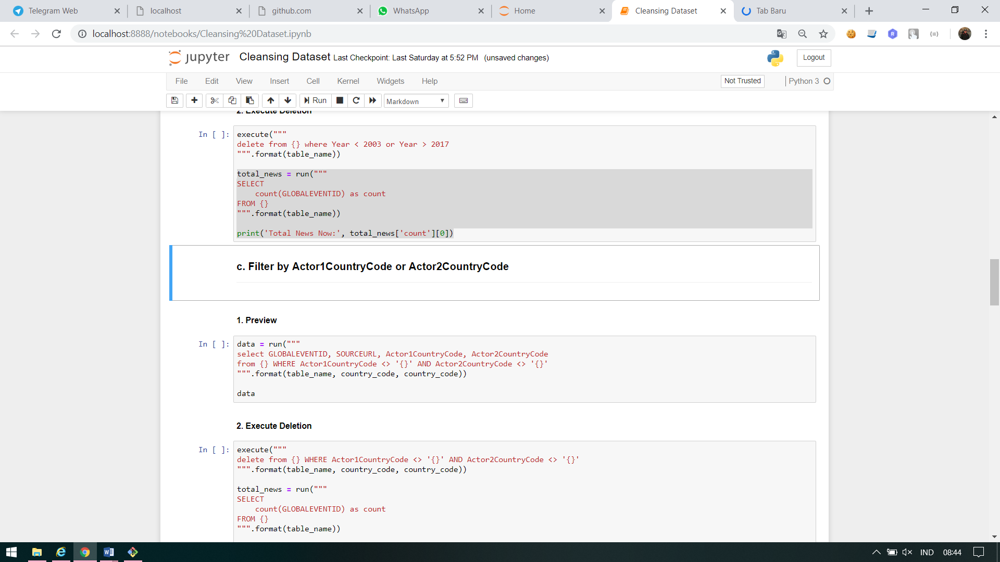 Telegram Web
localhost
github.com
WhatsApp
Home
Cleansing Dataset
Tab Baru
localhost:8888/notebooks/Cleansing%20Dataset.ipynb
jupyter
Cleansing Dataset Last Checkpoint: Last Saturday at 5:52 PM (unsaved changes)
Logout
File Edit View Insert Cell Kernel Widgets Help
Not Trusted
Python 3
Run
Markdown
2. Execute Deletion
In [ ]: execute("""
delete from {} where Year < 2003 or Year > 2017
""".format(table_name))
total_news = run("""
SELECT
count(GLOBALEVENTID) as count
FROM {}
""".format(table_name))
print('Total News Now:', total_news['count'][0])
c. Filter by Actor1CountryCode or Actor2CountryCode
1. Preview
In [ ]: data = run("""
select GLOBALEVENTID, SOURCEURL, Actor1CountryCode, Actor2CountryCode
from {} WHERE Actor1CountryCode <> '{}' AND Actor2CountryCode <> '{}'
""".format(table_name, country_code, country_code))
data
2. Execute Deletion
In [ ]: execute("""
delete from {} WHERE Actor1CountryCode <> '{}' AND Actor2CountryCode <> '{}'
""".format(table_name, country_code, country_code))
total_news = run("""
SELECT
count(GLOBALEVENTID) as count
FROM {}
""".format(table_name))
IND
08:44